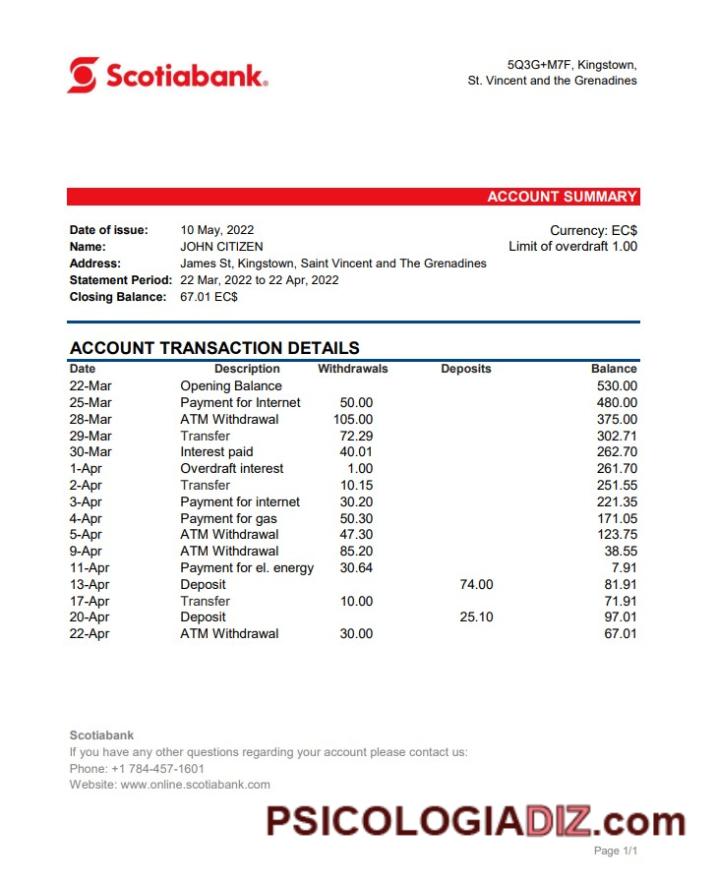 Scotiabank®
5Q3G+M7F, Kingstown,
St. Vincent and the Grenadines
ACCOUNT SUMMARY
Date of issue: 10 May, 2022
Currency: EC$
Name: JOHN CITIZEN
Limit of overdraft 1.00
Address: James St, Kingstown, Saint Vincent and The Grenadines
Statement Period: 22 Mar, 2022 to 22 Apr, 2022
Closing Balance: 67.01 EC$
ACCOUNT TRANSACTION DETAILS
Date Description Withdrawals Deposits Balance
22-Mar Opening Balance 530.00
25-Mar Payment for Internet 50.00 480.00
28-Mar ATM Withdrawal 105.00 375.00
29-Mar Transfer 72.29 302.71
30-Mar Interest paid 40.01 262.70
1-Apr Overdraft interest 1.00 261.70
2-Apr Transfer 10.15 251.55
3-Apr Payment for internet 30.20 221.35
4-Apr Payment for gas 50.30 171.05
5-Apr ATM Withdrawal 47.30 123.75
9-Apr ATM Withdrawal 85.20 38.55
11-Apr Payment for el. energy 30.64 7.91
13-Apr Deposit 74.00 81.91
17-Apr Transfer 10.00 71.91
20-Apr Deposit 25.10 97.01
22-Apr ATM Withdrawal 30.00 67.01
Scotiabank
If you have any other questions regarding your account please contact us:
Phone: +1 784-457-1601
Website: www.online.scotiabank.com
PSICOLOGIADIZ.com
Page 1/1